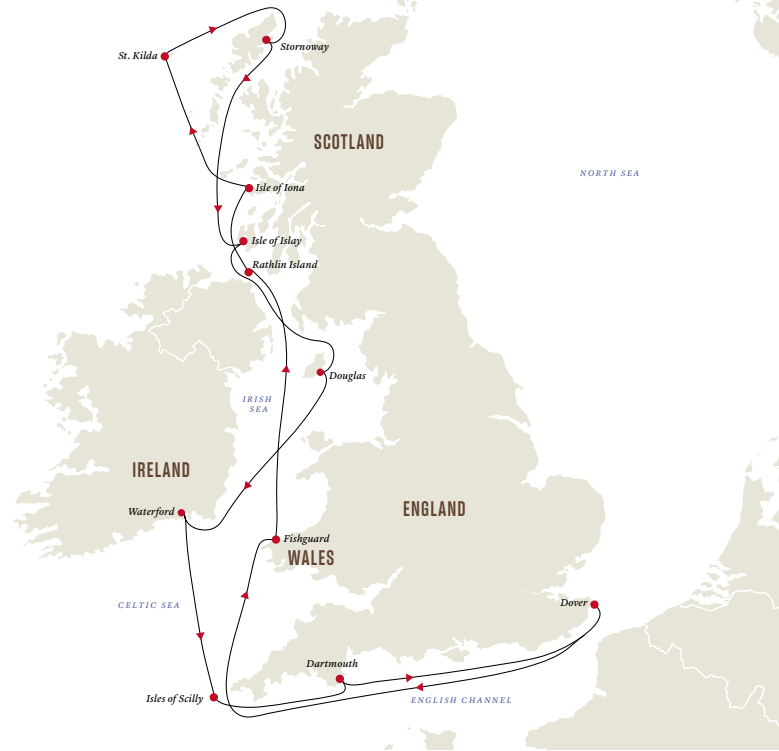 St. Kilda
Stornoway
SCOTLAND
NORTH SEA
Isle of Iona
Isle of Islay
Rathlin Island
Douglas
IRISH
SEA
IRELAND
Waterford
ENGLAND
Fishguard
WALES
CELTIC SEA
Dover
Dartmouth
Isles of Scilly
ENGLISH CHANNEL